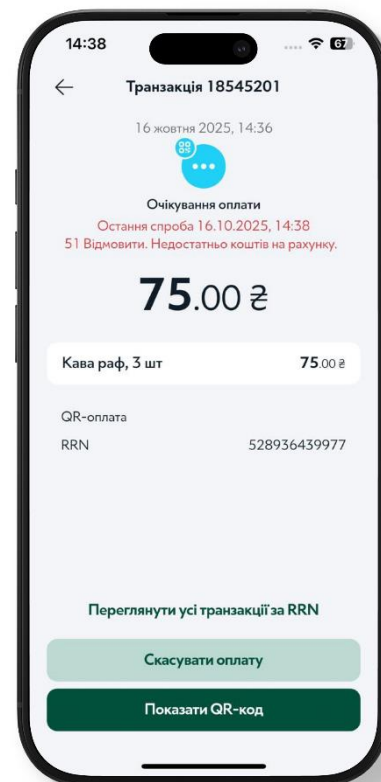 14:38
67
Транзакція 18545201
16 жовтня 2025, 14:36
Очікування оплати
Остання спроба 16.10.2025, 14:38
51 Відмовити. Недостатньо коштів на рахунку.
75.00 ₴
Кава раф, 3 шт 75.00 ₴
QR-оплата
RRN 528936439977
Переглянути усі транзакції за RRN
Скасувати оплату
Показати QR-код